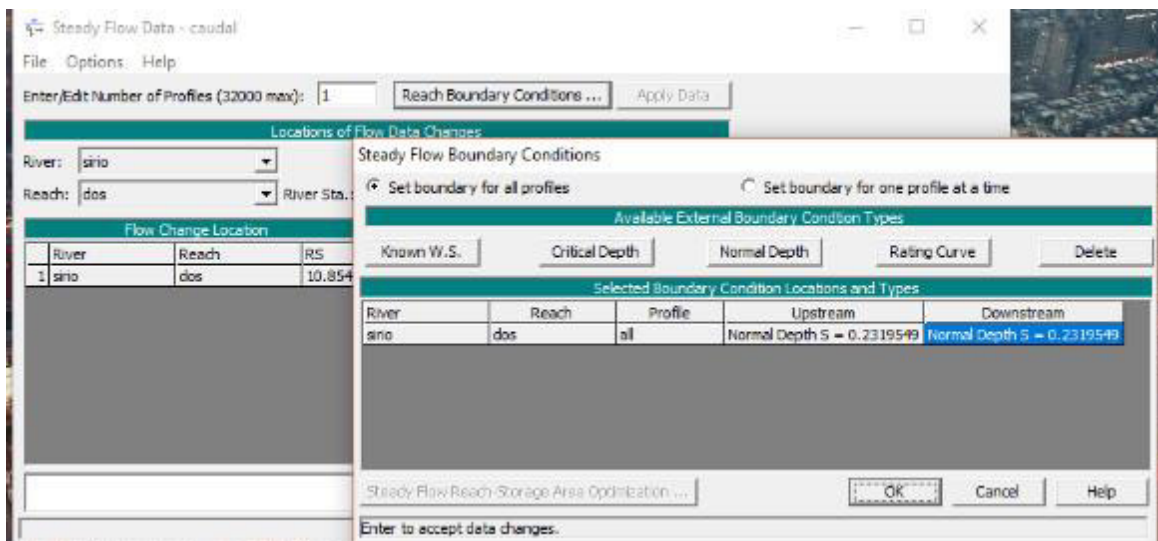 Steady Flow Data - caudal
File Options Help
Enter/Edit Number of Profiles (32000 max): 1 Reach Boundary Conditions ... Apply Data
Locations of Flow Data Changes
River: sirio
Reach: dos River Sta.:
Flow Change Location
River Reach RS
1 sirio dos 10.854
Steady Flow Boundary Conditions
Set boundary for all profiles Set boundary for one profile at a time
Available External Boundary Condtion Types
Known W.S. Critical Depth Normal Depth Rating Curve Delete
Selected Boundary Condition Locations and Types
River Reach Profile Upstream Downstream
sirio dos all Normal Depth S = 0.2319549 Normal Depth S = 0.2319549
Steady Flow Reach-Storage Area Optimization ... OK Cancel Help
Enter to accept data changes.